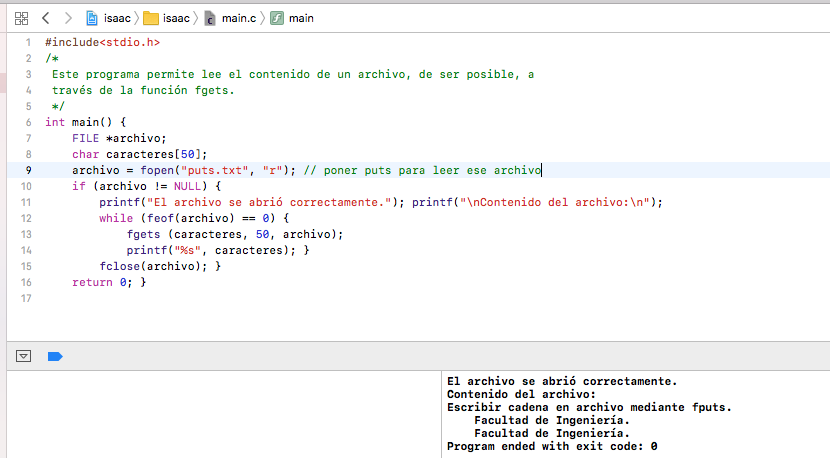 isaac isaac main.c main
1 #include<stdio.h>
2 /*
3 Este programa permite lee el contenido de un archivo, de ser posible, a
4 través de la función fgets.
5 */
6 int main() {
7 FILE *archivo;
8 char caracteres[50];
9 archivo = fopen("puts.txt", "r"); // poner puts para leer ese archivo
10 if (archivo != NULL) {
11 printf("El archivo se abrió correctamente."); printf("\nContenido del archivo:\n");
12 while (feof(archivo) == 0) {
13 fgets (caracteres, 50, archivo);
14 printf("%s", caracteres); }
15 fclose(archivo); }
16 return 0; }
17
El archivo se abrió correctamente.
Contenido del archivo:
Escribir cadena en archivo mediante fputs.
Facultad de Ingeniería.
Facultad de Ingeniería.
Program ended with exit code: 0